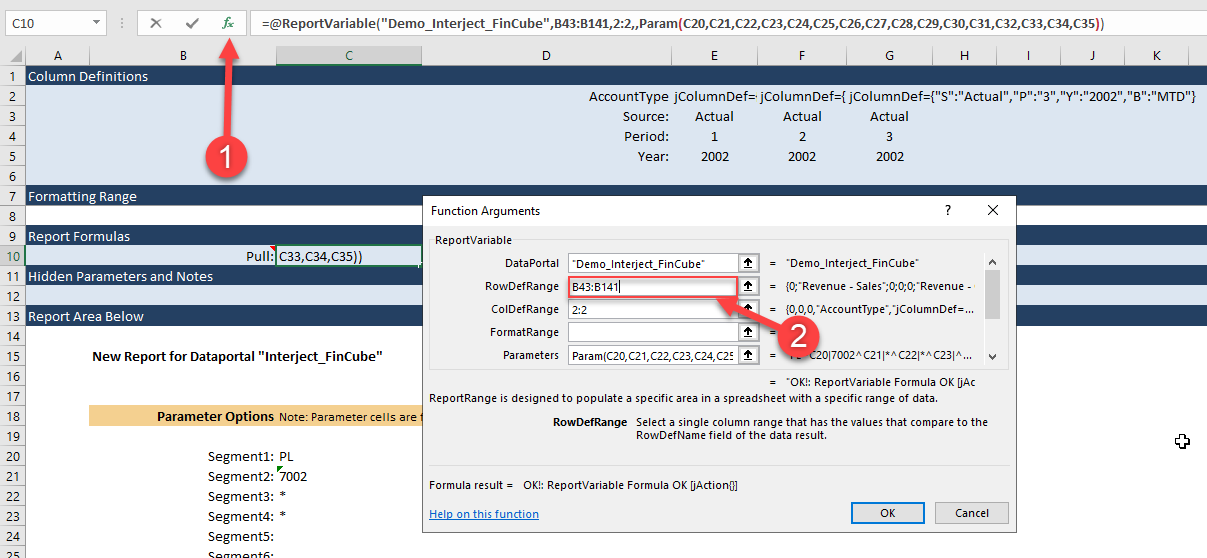 C10 =@ReportVariable("Demo_Interject_FinCube",B43:B141,2:2,,Param(C20,C21,C22,C23,C24,C25,C26,C27,C28,C29,C30,C31,C32,C33,C34,C35))
A B C D E F G H I J K
1 Column Definitions
2 AccountType jColumnDef= jColumnDef={ jColumnDef={"S":"Actual","P":"3","Y":"2002","B":"MTD"}
3 Source: Actual Actual Actual
4 Period: 1 2 3
5 Year: 2002 2002 2002
6
7 Formatting Range
8
9 Report Formulas
10 Pull: C33,C34,C35))
11 Hidden Parameters and Notes
12
13 Report Area Below
14
15 New Report for Dataportal "Interject_FinCube"
16
17
18 Parameter Options Note: Parameter cells are f
19
20 Segment1: PL
21 Segment2: 7002
22 Segment3: *
23 Segment4: *
24 Segment5:
25 Segment6:
1
Function Arguments ?
ReportVariable
DataPortal "Demo_Interject_FinCube" = "Demo_Interject_FinCube"
RowDefRange B43:B141 = {0;"Revenue - Sales";0;0;0;"Revenue -
ColDefRange 2:2 = {0,0,0,"AccountType","jColumnDef=...
FormatRange =
Parameters Param(C20,C21,C22,C23,C24,C25 C20|7002^C21|*^C22|*^C23|^...
2
= "OK!: ReportVariable Formula OK [jAc
ReportRange is designed to populate a specific area in a spreadsheet with a specific range of data.
RowDefRange Select a single column range that has the values that compare to the
RowDefName field of the data result.
Formula result = OK!: ReportVariable Formula OK [jAction{}]
Help on this function OK Cancel